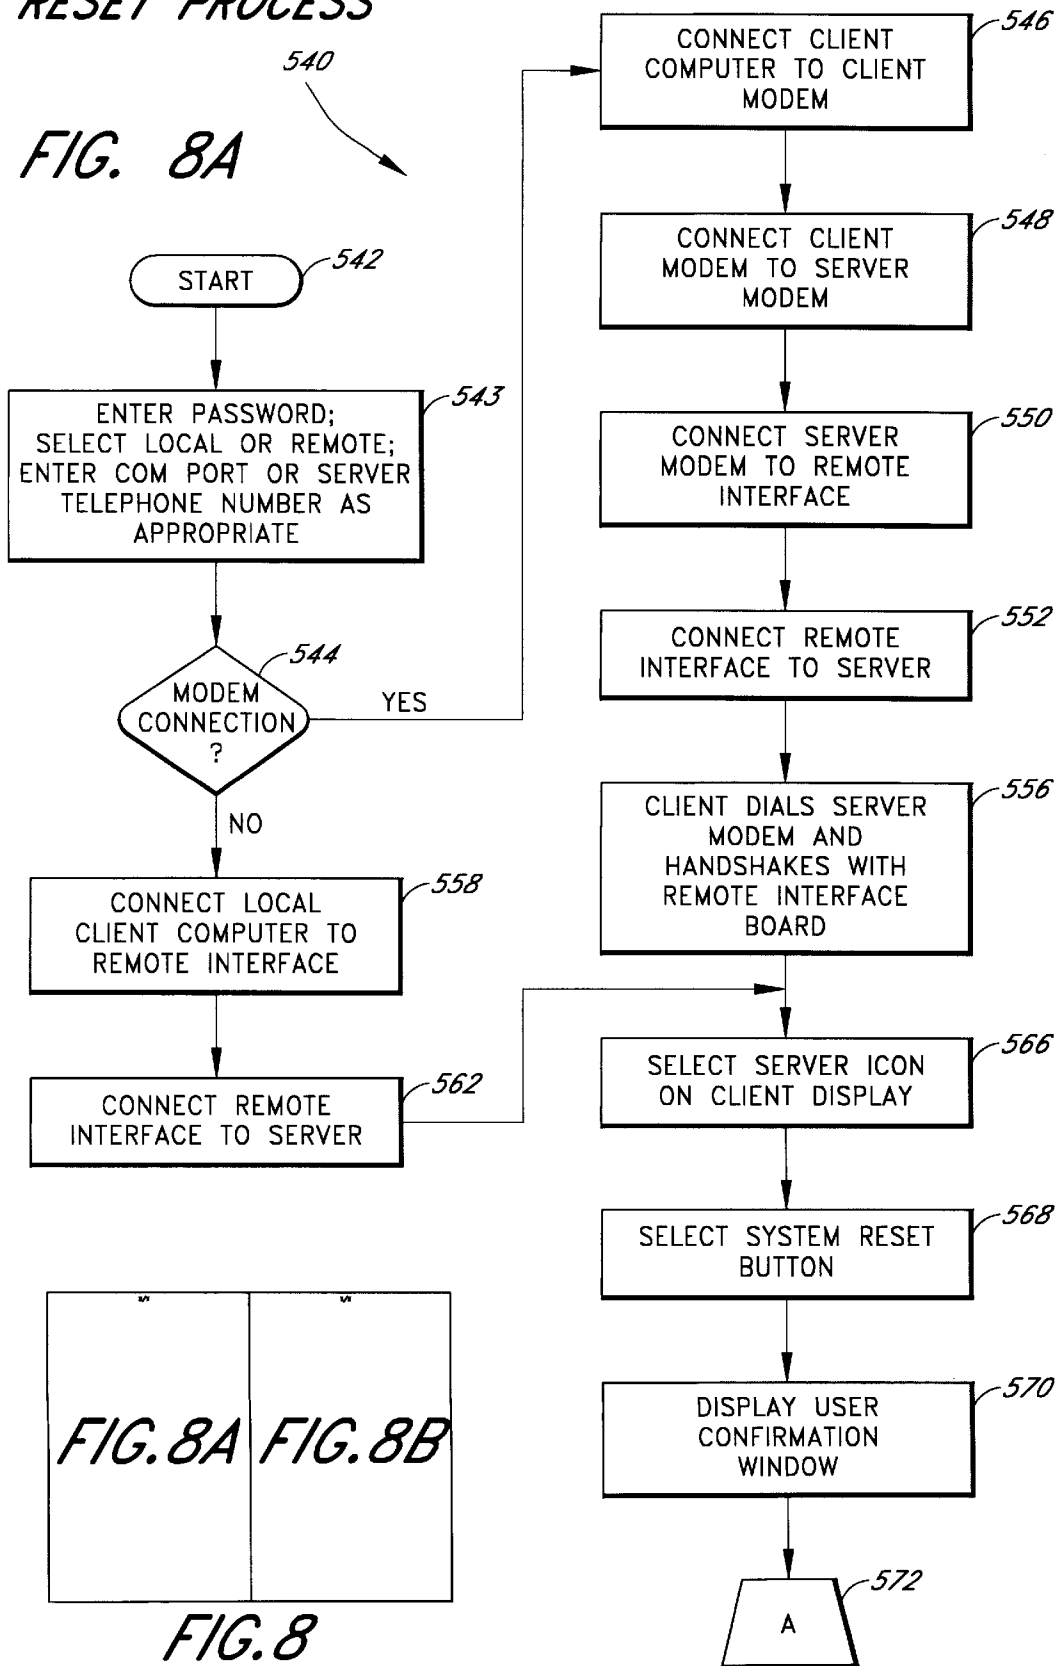 RESET PROCESS
540
FIG. 8A
START
542
ENTER PASSWORD;
SELECT LOCAL OR REMOTE;
ENTER COM PORT OR SERVER
TELEPHONE NUMBER AS
APPROPRIATE
543
MODEM
CONNECTION
?
544
YES
NO
CONNECT LOCAL
CLIENT COMPUTER TO
REMOTE INTERFACE
558
CONNECT REMOTE
INTERFACE TO SERVER
562
CONNECT CLIENT
COMPUTER TO CLIENT
MODEM
546
CONNECT CLIENT
MODEM TO SERVER
MODEM
548
CONNECT SERVER
MODEM TO REMOTE
INTERFACE
550
CONNECT REMOTE
INTERFACE TO SERVER
552
CLIENT DIALS SERVER
MODEM AND
HANDSHAKES WITH
REMOTE INTERFACE
BOARD
556
SELECT SERVER ICON
ON CLIENT DISPLAY
566
SELECT SYSTEM RESET
BUTTON
568
DISPLAY USER
CONFIRMATION
WINDOW
570
A
572
FIG.8A
FIG.8B
FIG.8